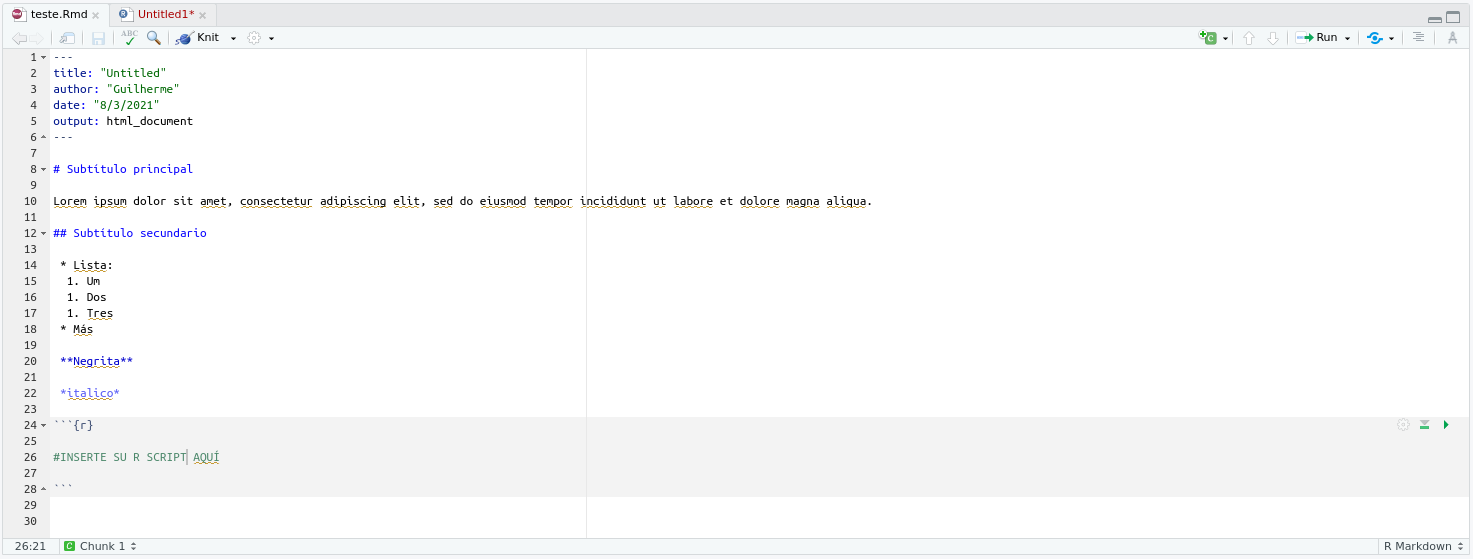 teste.Rmd Untitled1*
ABC Knit Run
1 ---
2 title: "Untitled"
3 author: "Guilherme"
4 date: "8/3/2021"
5 output: html_document
6 ---
7
8 # Subtitulo principal
9
10 Lorem ipsum dolor sit amet, consectetur adipiscing elit, sed do eiusmod tempor incididunt ut labore et dolore magna aliqua.
11
12 ## Subtitulo secundario
13
14 * Lista:
15 1. Um
16 1. Dos
17 1. Tres
18 * Más
19
20 **Negrita**
21
22 *italico*
23
24 ```{r}
25
26 #INSERTE SU R SCRIPT AQUÍ
27
28 ```
29
30
26:21 C Chunk 1 R Markdown